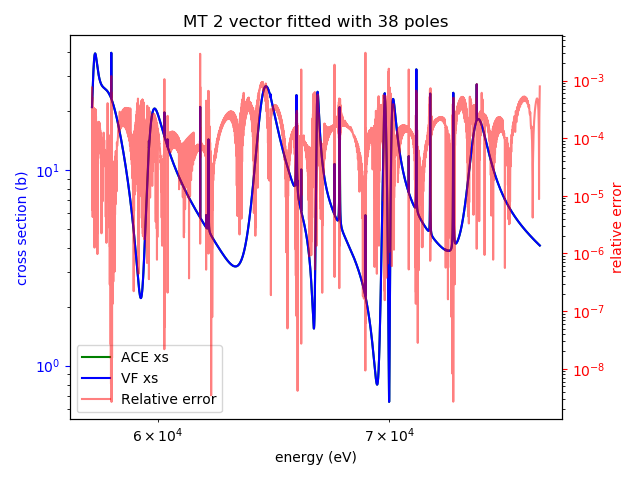 MT 2 vector fitted with 38 poles
10¹
10⁰
cross section (b)
10⁻³
10⁻⁴
10⁻⁵
10⁻⁶
10⁻⁷
10⁻⁸
relative error
ACE xs
VF xs
Relative error
6 × 10⁴
7 × 10⁴
energy (eV)